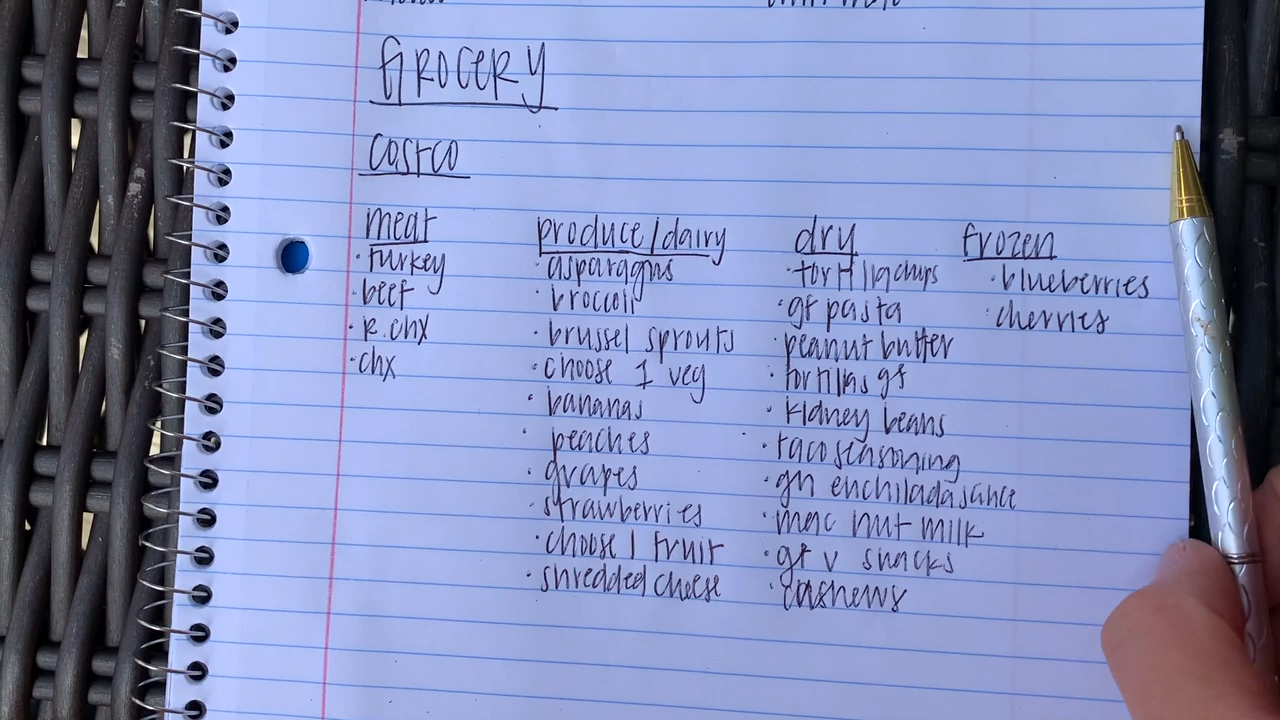 GROCERY
COSTCO
meat
turkey
beef
R.chx
chx
produce/dairy
asparagus
broccoli
brussel sprouts
choose 1 veg
bananas
peaches
grapes
strawberries
choose 1 fruit
shredded cheese
dry
tortilla chips
gf pasta
peanut butter
tortillas gf
kidney beans
taco seasoning
gn enchilada sauce
mac nut milk
gf v snacks
cashews
frozen
blueberries
cherries